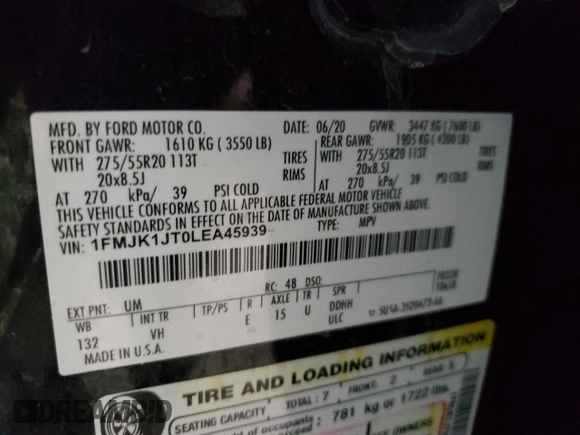 MFD. BY FORD MOTOR CO.
DATE: 06/20 GVWR: 3447 KG (7600 LB)
FRONT GAWR: 1610 KG (3550 LB)
REAR GAWR: 1905 KG (4200 LB)
WITH 275/55R20 113T TIRES
WITH 275/55R20 113T TIRES
20x8.5J RIMS
20x8.5J RIMS
AT 270 kPa/ 39 PSI COLD
AT 270 kPa/ 39 PSI COLD
THIS VEHICLE CONFORMS TO ALL APPLICABLE FEDERAL MOTOR VEHICLE
SAFETY STANDARDS IN EFFECT ON THE DATE OF MANUFACTURE SHOWN ABOVE.
VIN: 1FMJK1JT0LEA45939
TYPE: MPV
EXT PNT: UM RC: 48 DSO:
WB INT TR TP/PS R AXLE TR SPR
132 VH E 15 U DDHH
ULC
MADE IN U.S.A.
TIRE AND LOADING INFORMATION
SEATING CAPACITY TOTAL: 7 FRONT: 2
781 kg or 1722 lbs.
OWNERS
DREAMBID